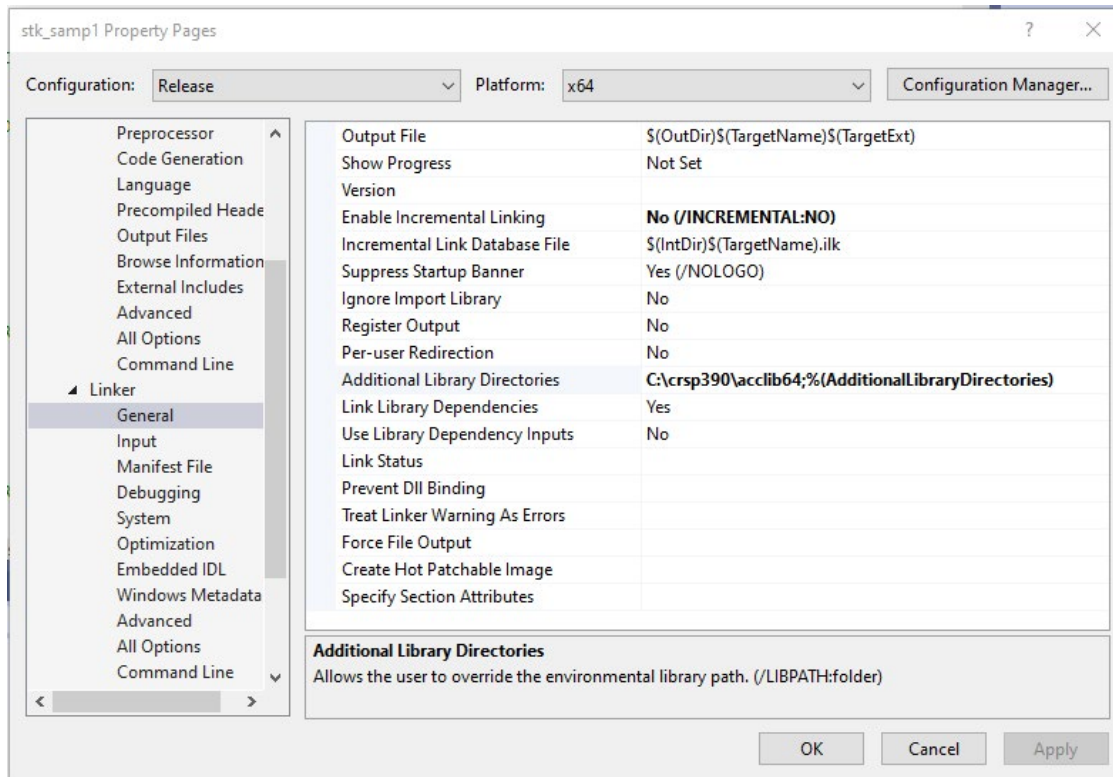 stk_samp1 Property Pages
? ×
Configuration: Release Platform: x64 Configuration Manager...
Preprocessor
Code Generation
Language
Precompiled Heade
Output Files
Browse Information
External Includes
Advanced
All Options
Command Line
Linker
General
Input
Manifest File
Debugging
System
Optimization
Embedded IDL
Windows Metadata
Advanced
All Options
Command Line
Output File $(OutDir)$(TargetName)$(TargetExt)
Show Progress Not Set
Version
Enable Incremental Linking No (/INCREMENTAL:NO)
Incremental Link Database File $(IntDir)$(TargetName).ilk
Suppress Startup Banner Yes (/NOLOGO)
Ignore Import Library No
Register Output No
Per-user Redirection No
Additional Library Directories C:\crsp390\acclib64;%(AdditionalLibraryDirectories)
Link Library Dependencies Yes
Use Library Dependency Inputs No
Link Status
Prevent Dll Binding
Treat Linker Warning As Errors
Force File Output
Create Hot Patchable Image
Specify Section Attributes
Additional Library Directories
Allows the user to override the environmental library path. (/LIBPATH:folder)
OK Cancel Apply